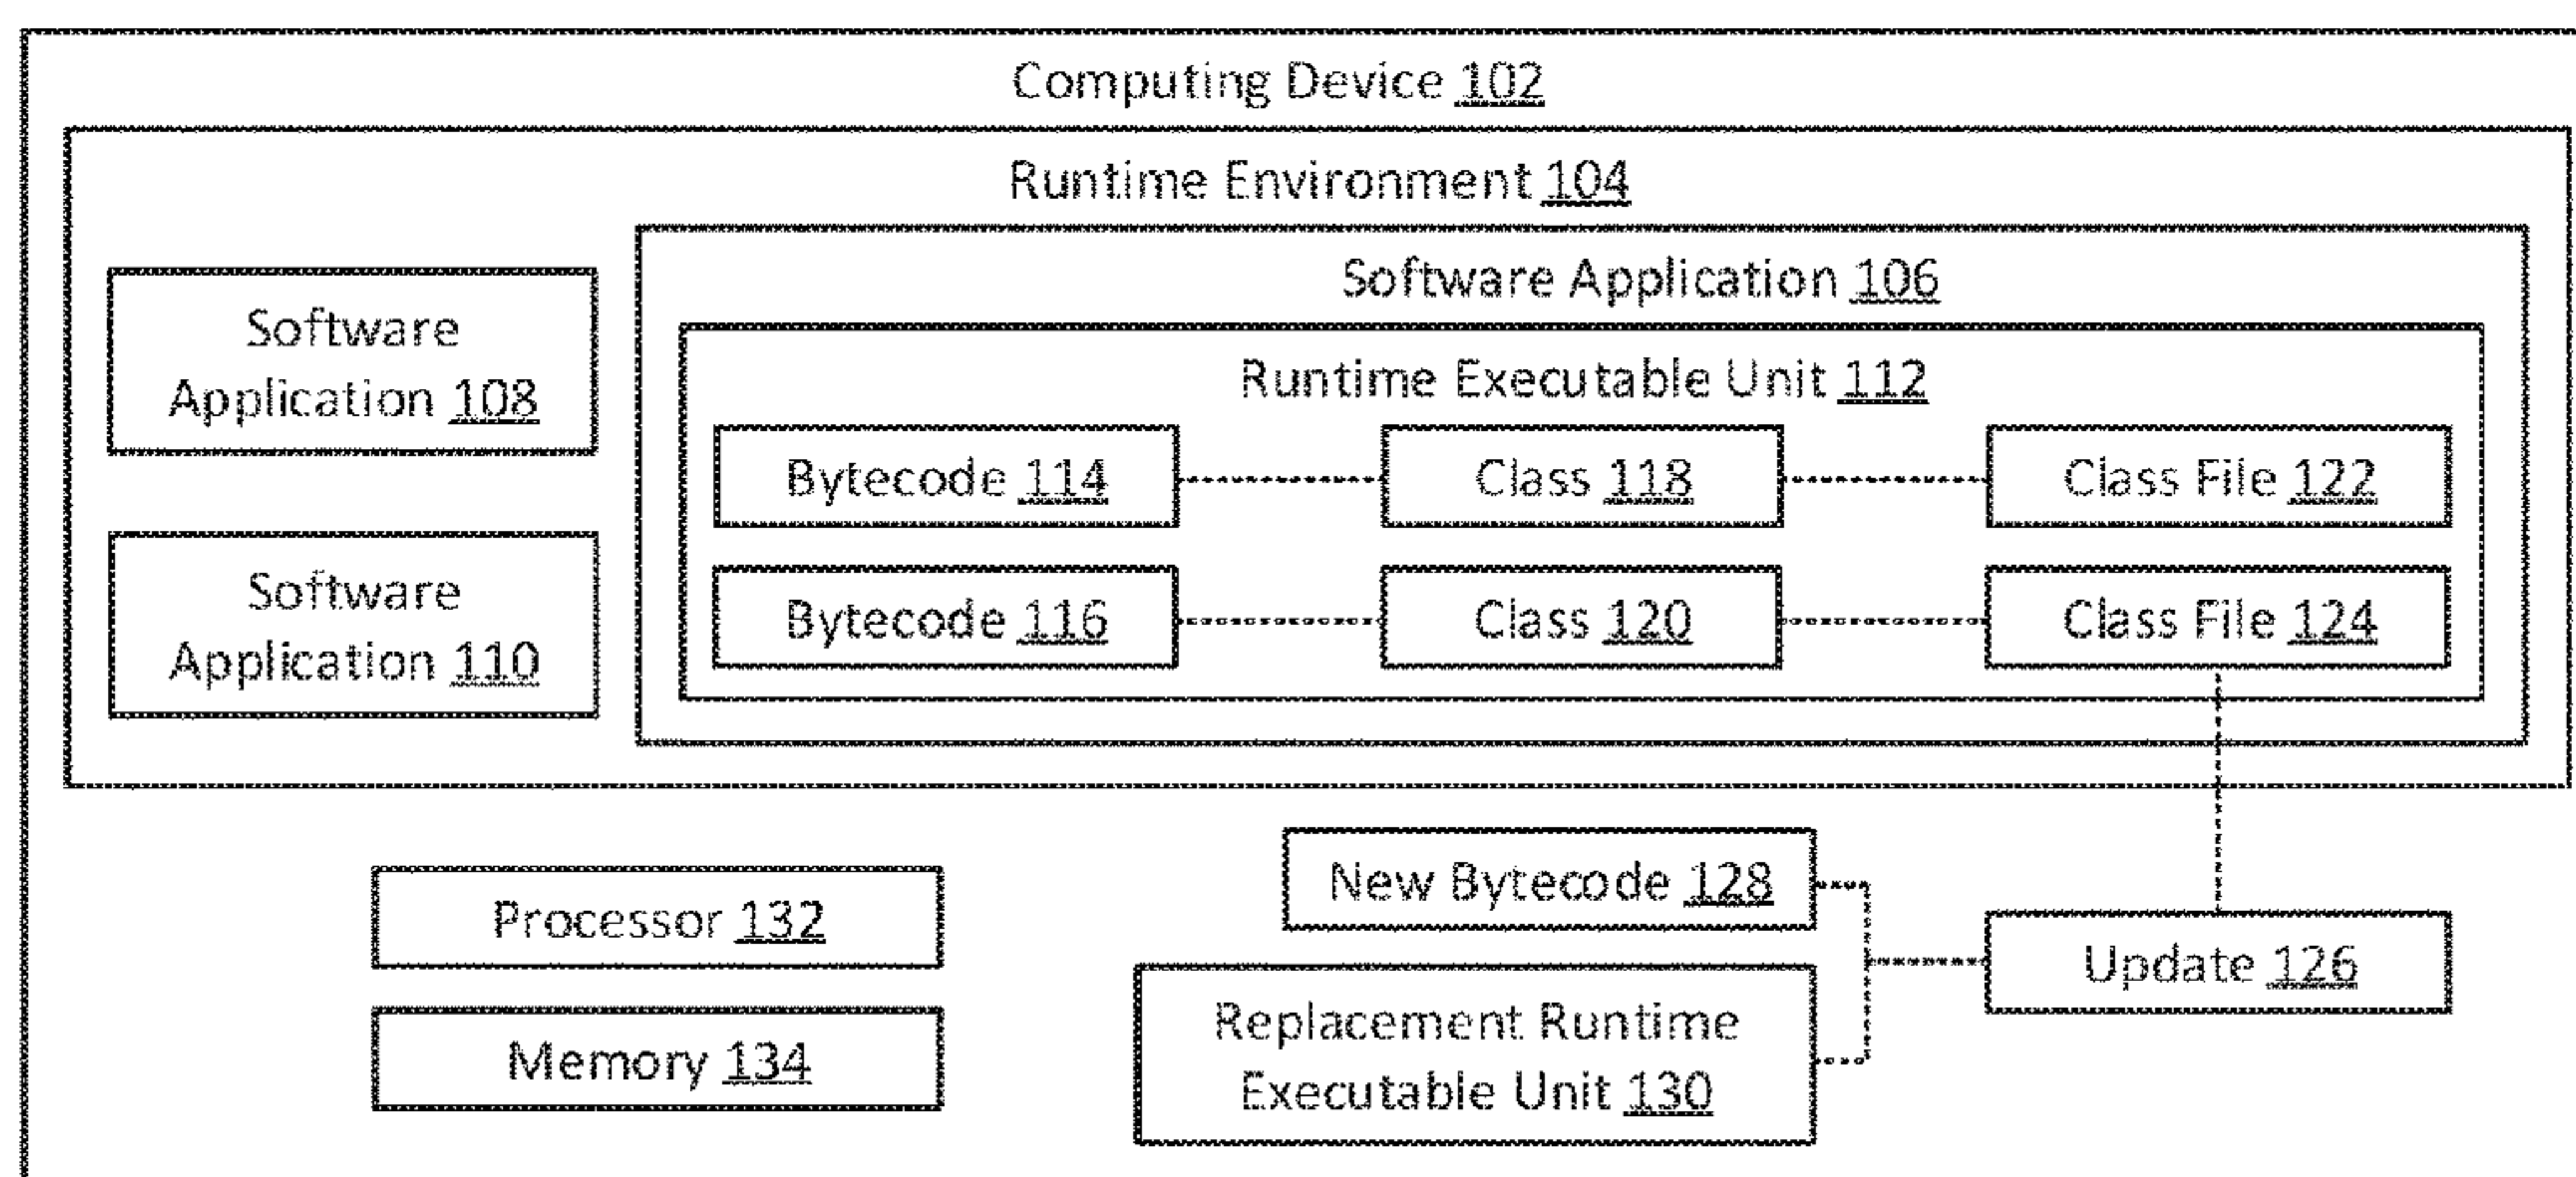 Computing Device 102
Runtime Environment 104
Software Application 106
Software
Application 108
Runtime Executable Unit 112
Bytecode 114
Class 118
Class File 122
Software
Application 110
Bytecode 116
Class 120
Class File 124
New Bytecode 128
Processor 132
Update 126
Replacement Runtime
Executable Unit 130
Memory 134